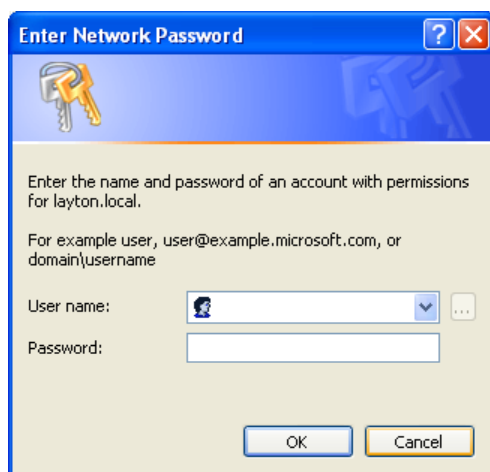 Enter Network Password
Enter the name and password of an account with permissions
for layton.local.
For example user, user@example.microsoft.com, or
domain\username
User name:
...
Password:
OK Cancel